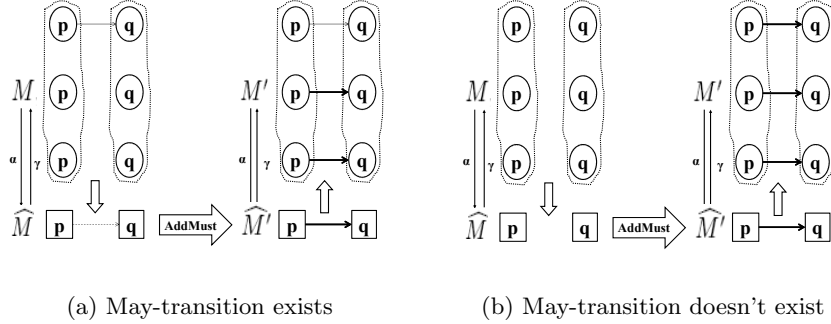 p q p q
M p q M′ p q
α γ p q α γ p q
M̂ p q AddMust M̂′ p q
(a) May-transition exists
p q p q
M p q M′ p q
α γ p q α γ p q
M̂ p q AddMust M̂′ p q
(b) May-transition doesn't exist